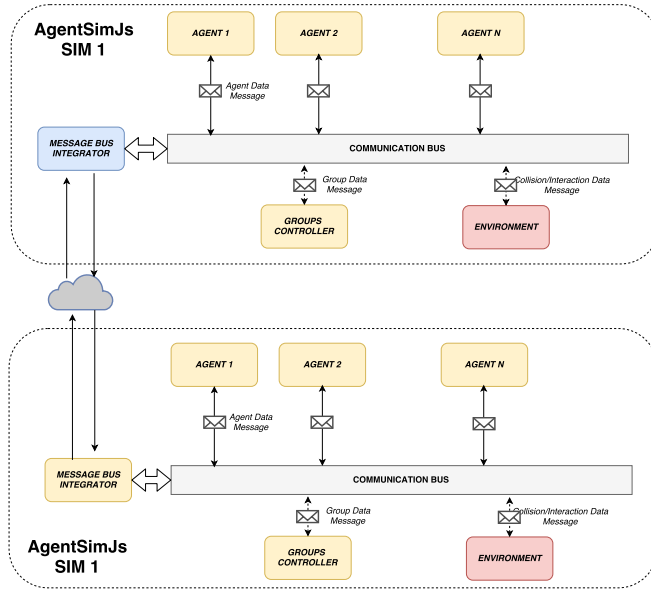 AgentSimJs
SIM 1
AGENT 1
AGENT 2
AGENT N
Agent Data
Message
MESSAGE BUS
INTEGRATOR
COMMUNICATION BUS
Group Data
Message
Collision/Interaction Data
Message
GROUPS
CONTROLLER
ENVIRONMENT
AGENT 1
AGENT 2
AGENT N
Agent Data
Message
MESSAGE BUS
INTEGRATOR
COMMUNICATION BUS
Group Data
Message
Collision/Interaction Data
Message
GROUPS
CONTROLLER
ENVIRONMENT
AgentSimJs
SIM 1